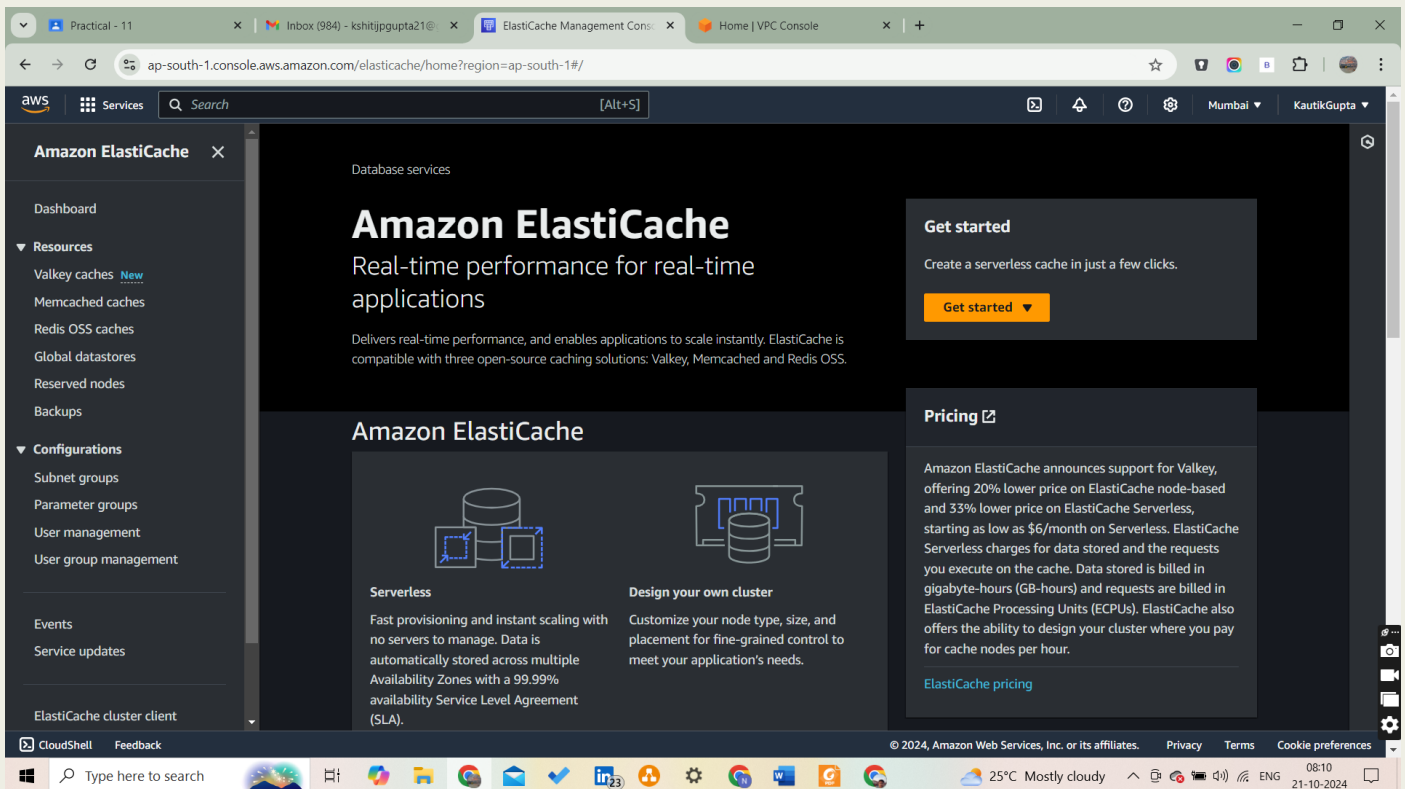 Practical - 11
Inbox (984) - kshitijpgupta21@
ElastiCache Management Cons
Home | VPC Console
ap-south-1.console.aws.amazon.com/elasticache/home?region=ap-south-1#/
aws
Services
Search
[Alt+S]
Mumbai
KautikGupta
Amazon ElastiCache
Dashboard
Resources
Valkey caches New
Memcached caches
Redis OSS caches
Global datastores
Reserved nodes
Backups
Configurations
Subnet groups
Parameter groups
User management
User group management
Events
Service updates
ElastiCache cluster client
Database services
Amazon ElastiCache
Real-time performance for real-time
applications
Delivers real-time performance, and enables applications to scale instantly. ElastiCache is
compatible with three open-source caching solutions: Valkey, Memcached and Redis OSS.
Get started
Create a serverless cache in just a few clicks.
Get started
Amazon ElastiCache
Serverless
Fast provisioning and instant scaling with
no servers to manage. Data is
automatically stored across multiple
Availability Zones with a 99.99%
availability Service Level Agreement
(SLA).
Design your own cluster
Customize your node type, size, and
placement for fine-grained control to
meet your application's needs.
Pricing
Amazon ElastiCache announces support for Valkey,
offering 20% lower price on ElastiCache node-based
and 33% lower price on ElastiCache Serverless,
starting as low as $6/month on Serverless. ElastiCache
Serverless charges for data stored and the requests
you execute on the cache. Data stored is billed in
gigabyte-hours (GB-hours) and requests are billed in
ElastiCache Processing Units (ECPUs). ElastiCache also
offers the ability to design your cluster where you pay
for cache nodes per hour.
ElastiCache pricing
CloudShell
Feedback
© 2024, Amazon Web Services, Inc. or its affiliates.
Privacy
Terms
Cookie preferences
Type here to search
23
25°C Mostly cloudy
ENG
08:10
21-10-2024